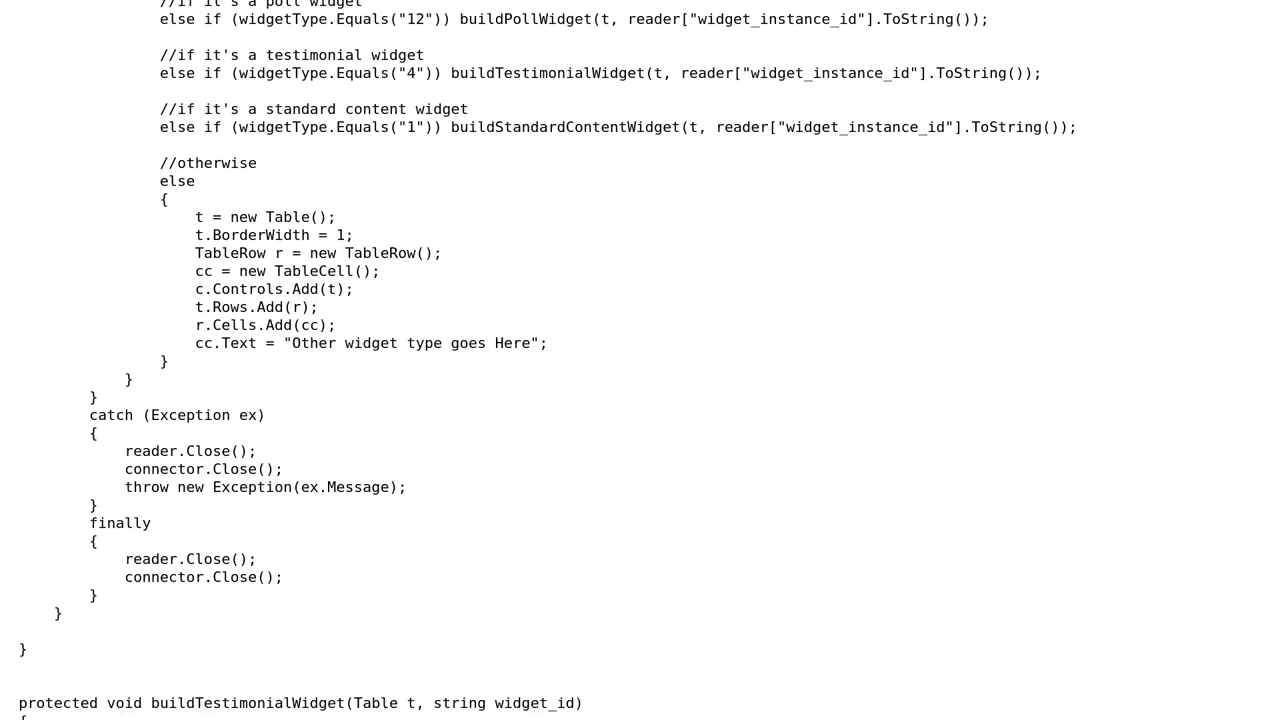 //if it's a poll widget
else if (widgetType.Equals("12")) buildPollWidget(t, reader["widget_instance_id"].ToString());
//if it's a testimonial widget
else if (widgetType.Equals("4")) buildTestimonialWidget(t, reader["widget_instance_id"].ToString());
//if it's a standard content widget
else if (widgetType.Equals("1")) buildStandardContentWidget(t, reader["widget_instance_id"].ToString());
//otherwise
else
{
t = new Table();
t.BorderWidth = 1;
TableRow r = new TableRow();
cc = new TableCell();
c.Controls.Add(t);
t.Rows.Add(r);
r.Cells.Add(cc);
cc.Text = "Other widget type goes Here";
}
}
}
catch (Exception ex)
{
reader.Close();
connector.Close();
throw new Exception(ex.Message);
}
finally
{
reader.Close();
connector.Close();
}
}
}
protected void buildTestimonialWidget(Table t, string widget_id)
{